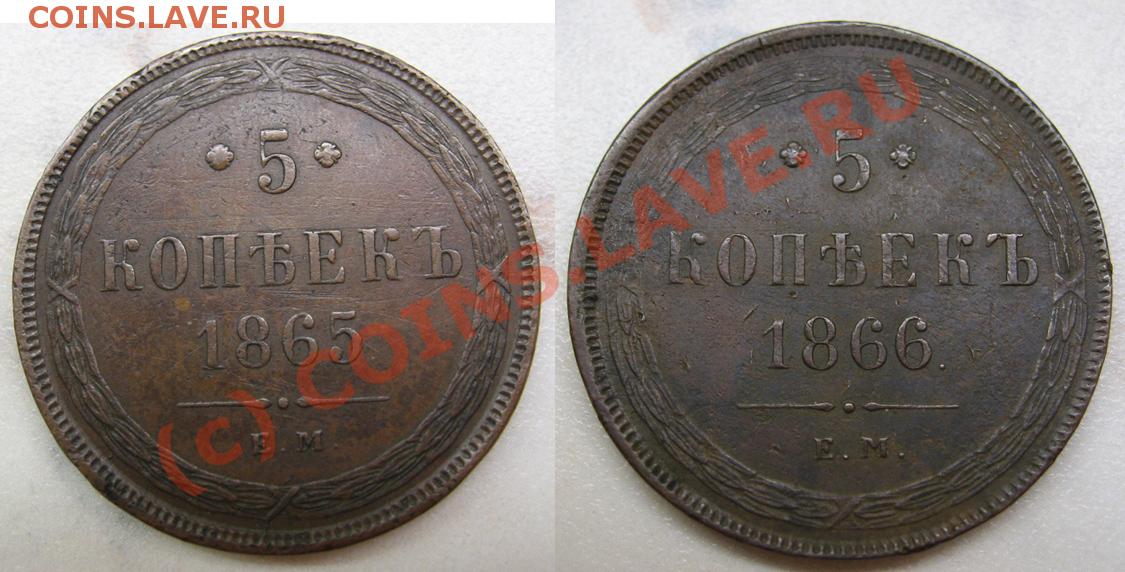 COINS.LAVE.RU
* 5 *
КОПѢЕКЪ
1865
Е.М.
* 5 *
КОПѢЕКЪ
1866.
Е.М.
(c) COINS.LAVE.RU